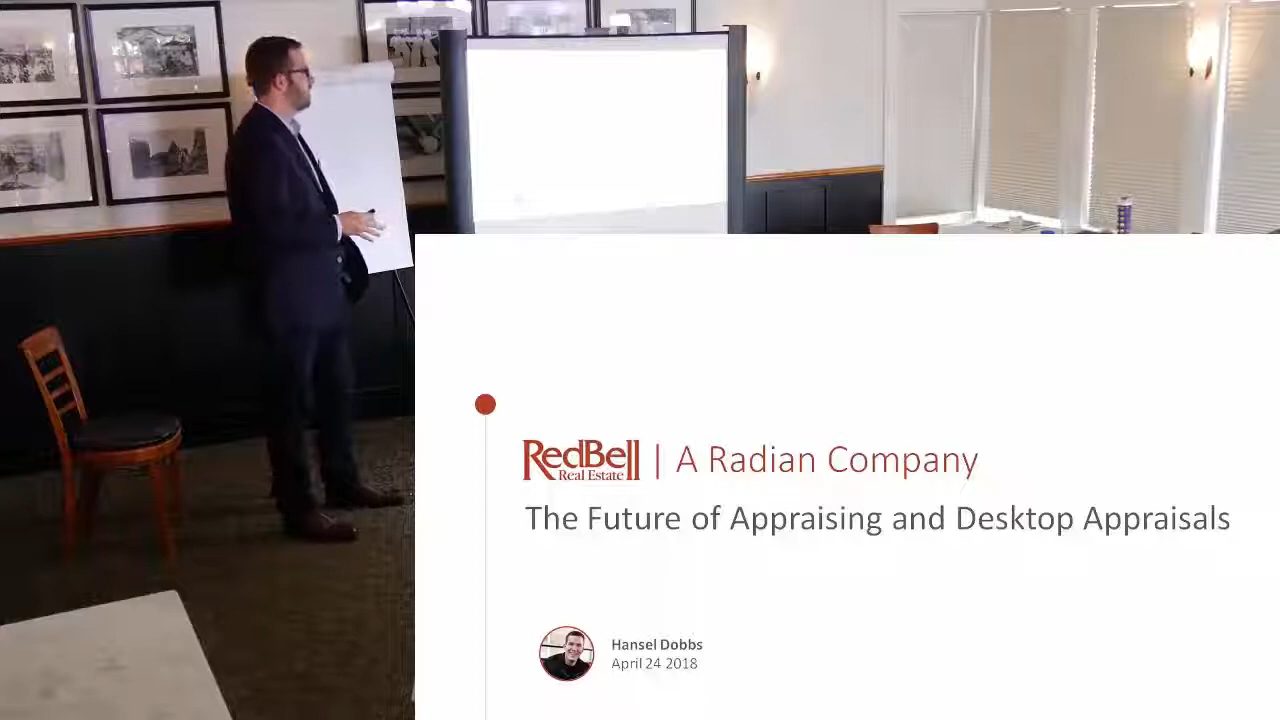 RedBell | A Radian Company
Real Estate
The Future of Appraising and Desktop Appraisals
Hansel Dobbs
April 24 2018